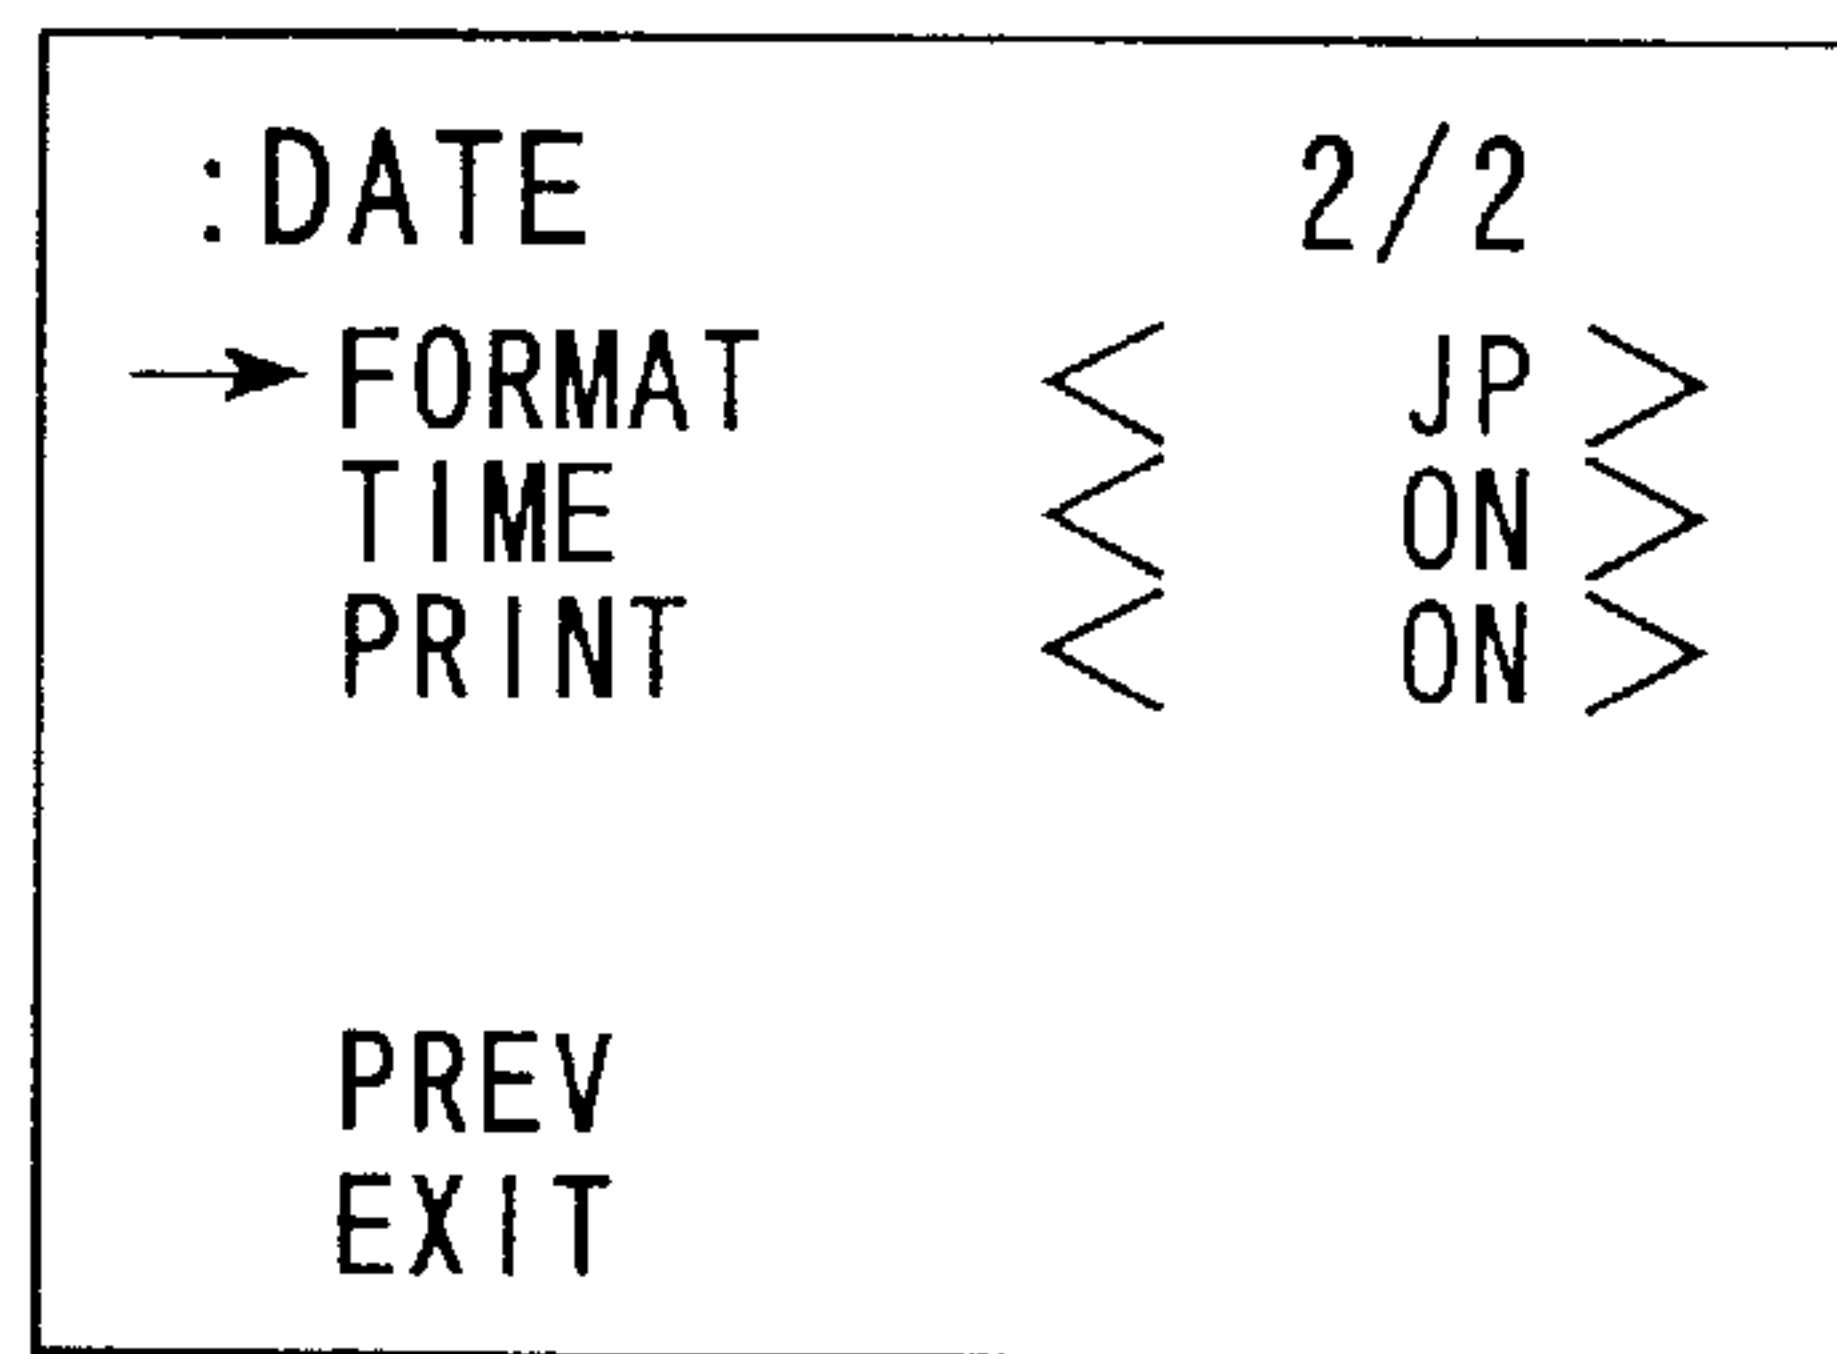 :DATE 2/2
→FORMAT < JP>
TIME < ON>
PRINT < ON>
PREV
EXIT